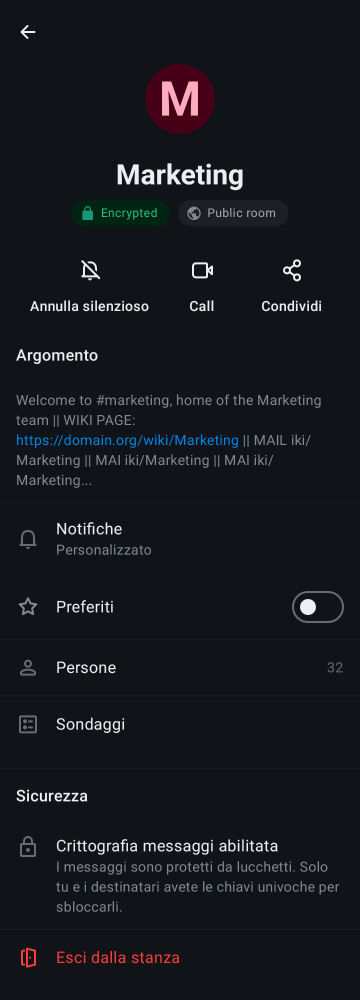 M
Marketing
Encrypted
Public room
Annulla silenzioso
Call
Condividi
Argomento
Welcome to #marketing, home of the Marketing
team || WIKI PAGE:
https://domain.org/wiki/Marketing || MAIL iki/
Marketing || MAI iki/Marketing || MAI iki/
Marketing...
Notifiche
Personalizzato
Preferiti
Persone
32
Sondaggi
Sicurezza
Crittografia messaggi abilitata
I messaggi sono protetti da lucchetti. Solo
tu e i destinatari avete le chiavi univoche per
sbloccarli.
Esci dalla stanza